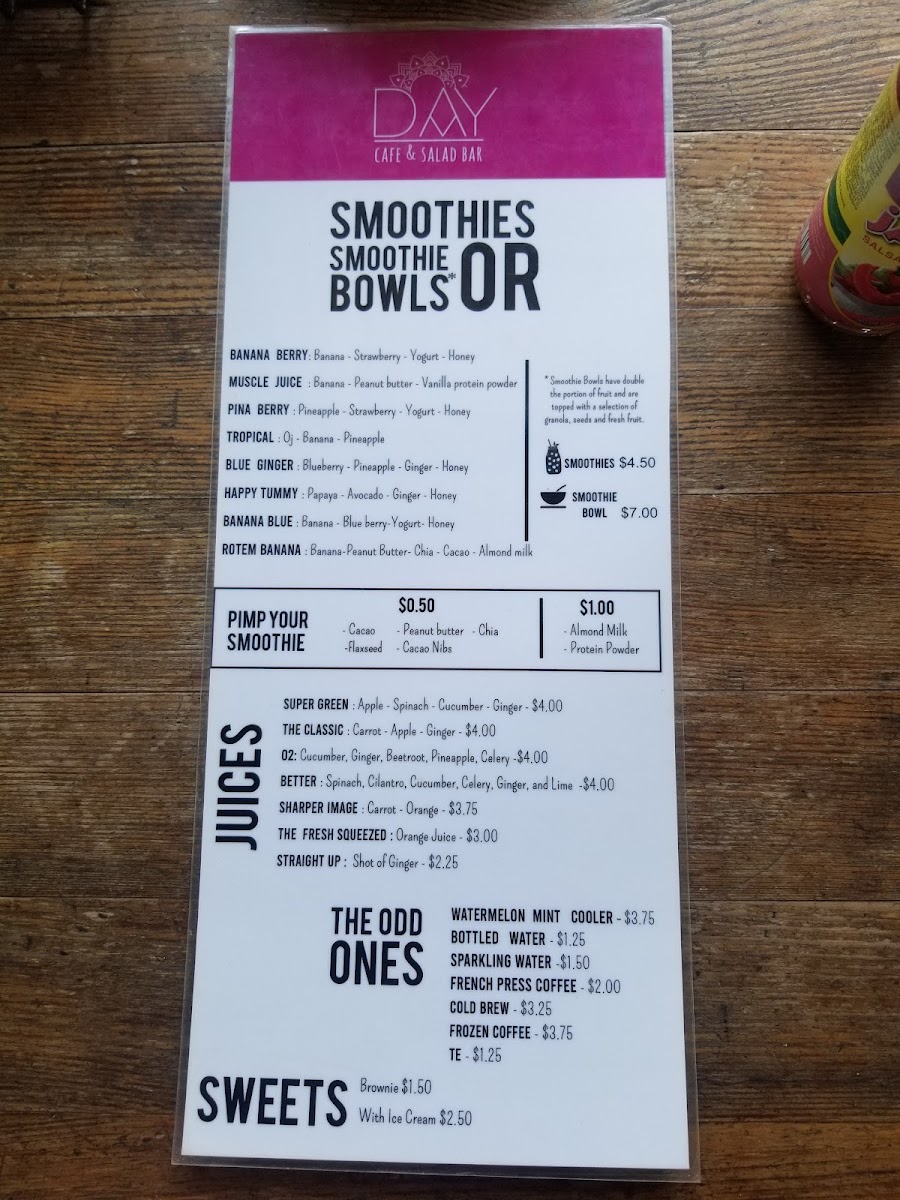 DAY
CAFE & SALAD BAR
SMOOTHIES
SMOOTHIE
BOWLS* OR
BANANA BERRY: Banana - Strawberry - Yogurt - Honey
MUSCLE JUICE : Banana - Peanut butter - Vanilla protein powder
PINA BERRY : Pineapple - Strawberry - Yogurt - Honey
TROPICAL : Oj - Banana - Pineapple
BLUE GINGER : Blueberry - Pineapple - Ginger - Honey
HAPPY TUMMY : Papaya - Avocado - Ginger - Honey
BANANA BLUE : Banana - Blue berry-Yogurt- Honey
ROTEM BANANA : Banana-Peanut Butter- Chia - Cacao - Almond milk
* Smoothie Bowls have double
the portion of fruit and are
topped with a selection of
granola, seeds and fresh fruit.
SMOOTHIES $4.50
SMOOTHIE
BOWL $7.00
PIMP YOUR
SMOOTHIE
$0.50
- Cacao - Peanut butter - Chia
-Flaxseed - Cacao Nibs
$1.00
- Almond Milk
- Protein Powder
JUICES
SUPER GREEN : Apple - Spinach - Cucumber - Ginger - $4.00
THE CLASSIC : Carrot - Apple - Ginger - $4.00
O2: Cucumber, Ginger, Beetroot, Pineapple, Celery -$4.00
BETTER : Spinach, Cilantro, Cucumber, Celery, Ginger, and Lime -$4.00
SHARPER IMAGE : Carrot - Orange - $3.75
THE FRESH SQUEEZED : Orange Juice - $3.00
STRAIGHT UP : Shot of Ginger - $2.25
THE ODD
ONES
WATERMELON MINT COOLER - $3.75
BOTTLED WATER - $1.25
SPARKLING WATER -$1.50
FRENCH PRESS COFFEE - $2.00
COLD BREW - $3.25
FROZEN COFFEE - $3.75
TE - $1.25
SWEETS
Brownie $1.50
With Ice Cream $2.50
SALSA